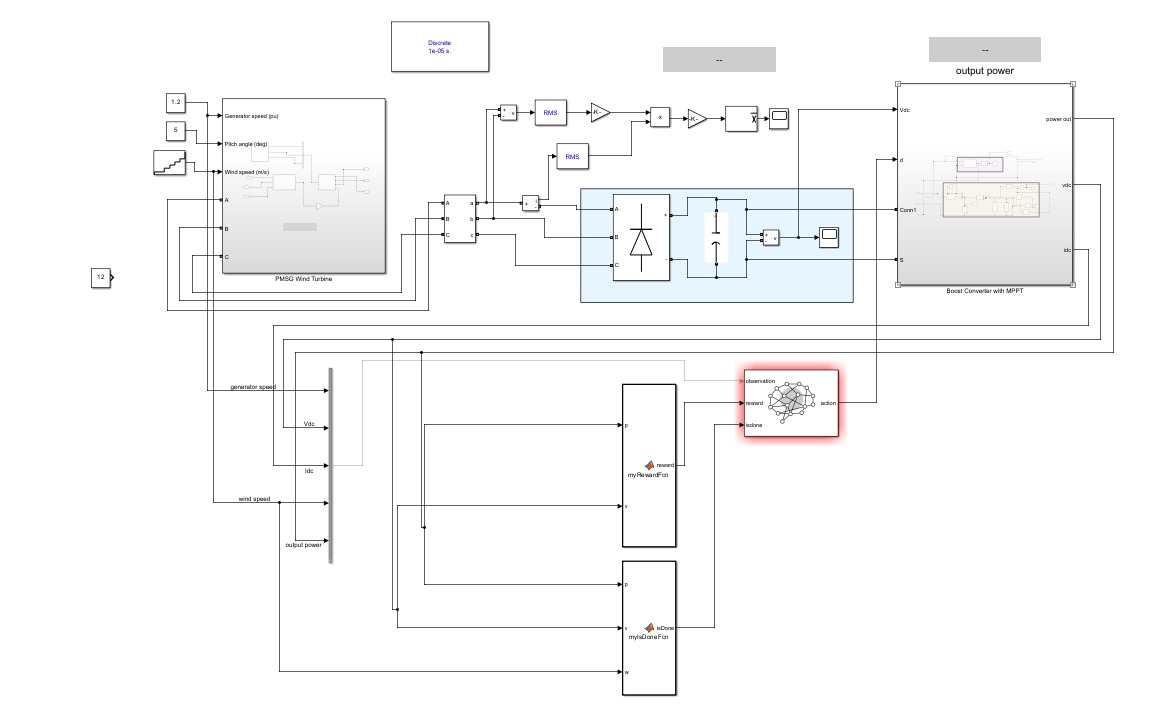 Discrete
1e-05 s.
--
--
output power
1.2
5
Generator speed (pu)
Pitch angle (deg)
Wind speed (m/s)
A
B
C
PMSG Wind Turbine
12
A
B
C
a
b
c
+
-
v
RMS
-K-
x
-K-
RMS
+
i
-
A
B
C
+
-
+
-
v
Vdc
d
Conn1
S
power out
vdc
idc
Boost Converter with MPPT
generator speed
Vdc
Idc
wind speed
output power
p
v
reward
myRewardFcn
p
v
w
isDone
myIsDoneFcn
observation
reward
isdone
action